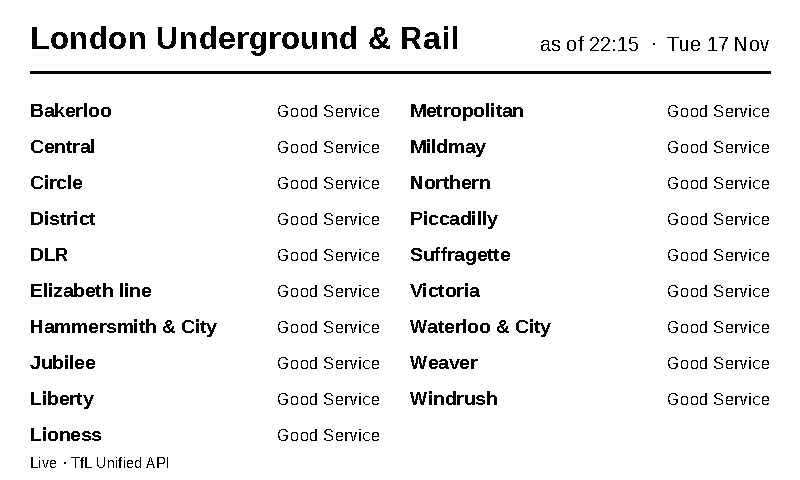 London Underground & Rail
as of 22:15 · Tue 17 Nov
Bakerloo Good Service
Central Good Service
Circle Good Service
District Good Service
DLR Good Service
Elizabeth line Good Service
Hammersmith & City Good Service
Jubilee Good Service
Liberty Good Service
Lioness Good Service
Metropolitan Good Service
Mildmay Good Service
Northern Good Service
Piccadilly Good Service
Suffragette Good Service
Victoria Good Service
Waterloo & City Good Service
Weaver Good Service
Windrush Good Service
Live · TfL Unified API